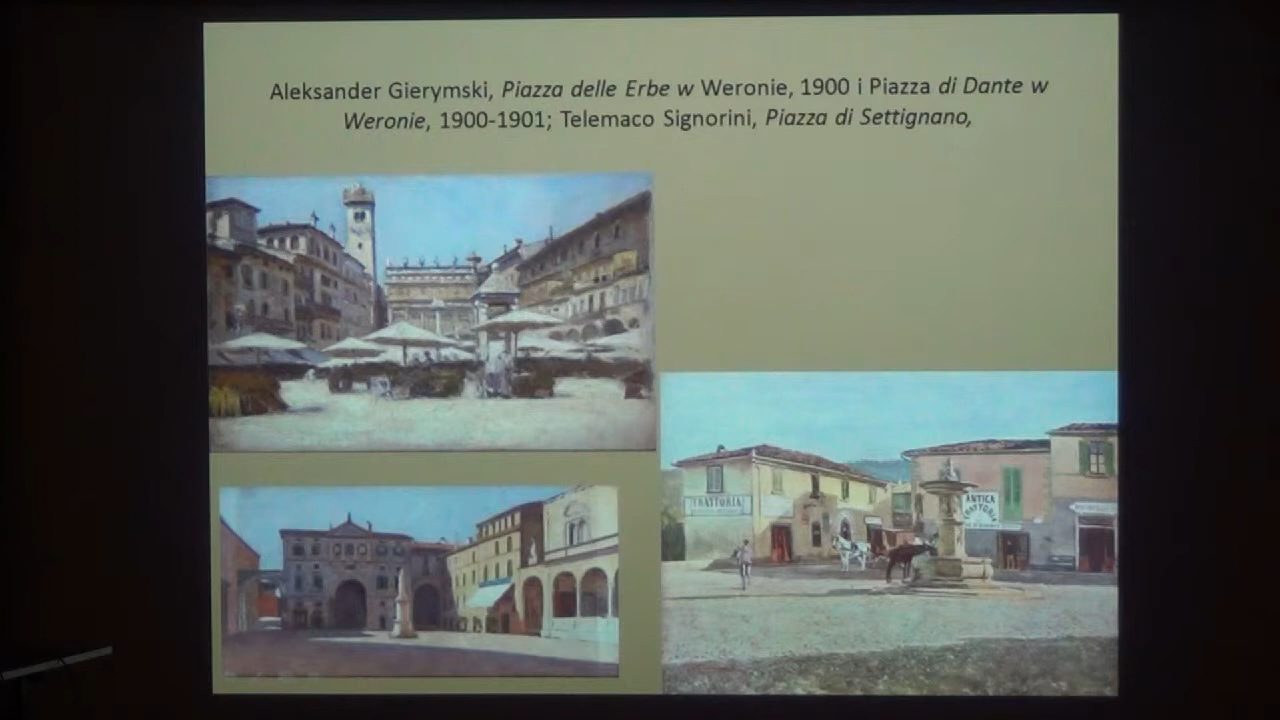 Aleksander Gierymski, Piazza delle Erbe w Weronie, 1900 i Piazza di Dante w
Weronie, 1900-1901; Telemaco Signorini, Piazza di Settignano,
TRATTORIA
ANTICA
TRATTORIA